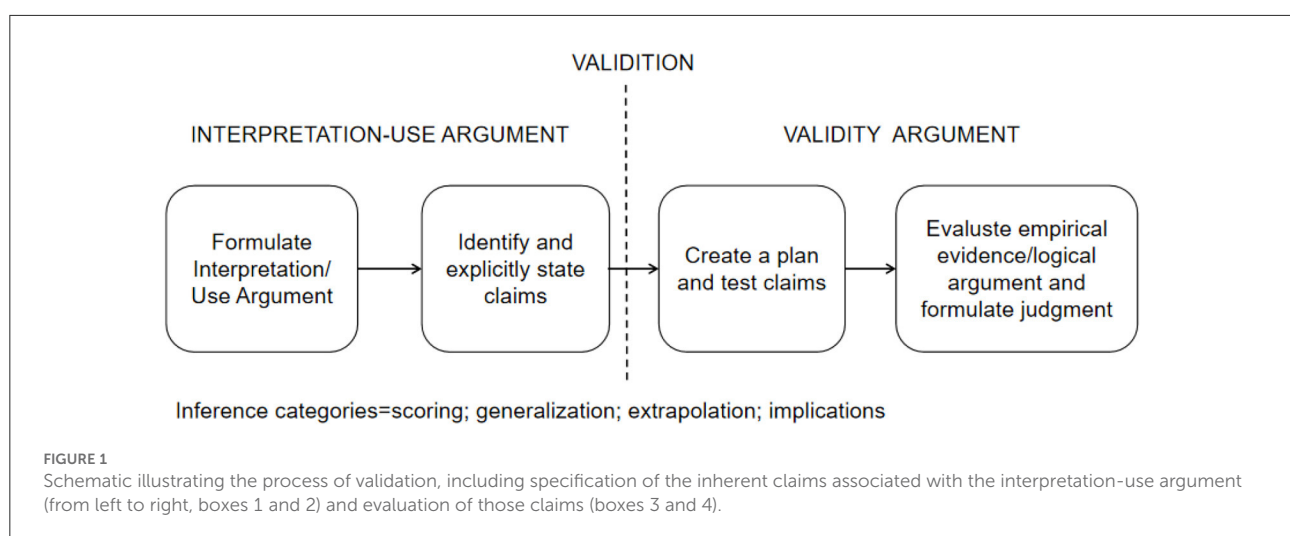 VALIDITION
INTERPRETATION-USE ARGUMENT
VALIDITY ARGUMENT
Formulate
Interpretation/
Use Argument
Identify and
explicitly state
claims
Create a plan
and test claims
Evaluste empirical
evidence/logical
argument and
formulate judgment
Inference categories=scoring; generalization; extrapolation; implications
FIGURE 1
Schematic illustrating the process of validation, including specification of the inherent claims associated with the interpretation-use argument
(from left to right, boxes 1 and 2) and evaluation of those claims (boxes 3 and 4).